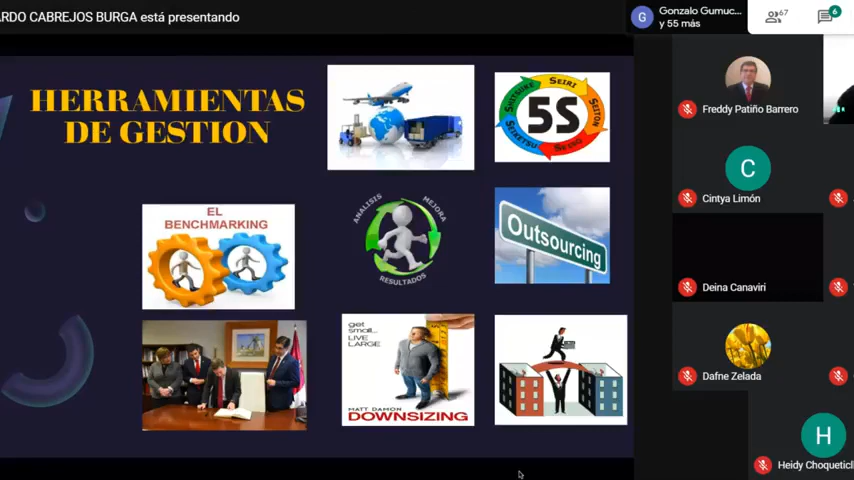 ARDO CABREJOS BURGA está presentando
G
Gonzalo Gumuc...
y 55 más
67
6
HERRAMIENTAS
DE GESTION
SEIRI
SEITON
SEIKETSU
SHITSUKE
5S
Freddy Patiño Barrero
C
Cintya Limón
EL
BENCHMARKING
ANALISIS
MEJORA
RESULTADOS
Outsourcing
Deina Canaviri
get
small...
LIVE
LARGE
MATT DAMON
DOWNSIZING
Dafne Zelada
H
Heidy Choqueticll